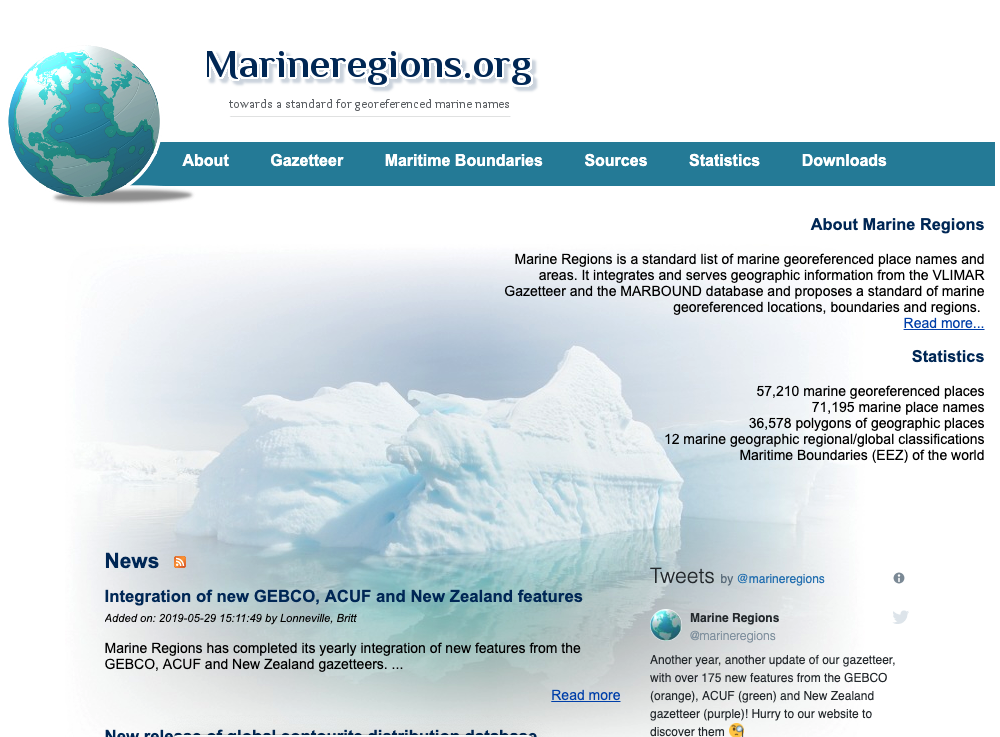 Marineregions.org
towards a standard for georeferenced marine names
About Gazetteer Maritime Boundaries Sources Statistics Downloads
About Marine Regions
Marine Regions is a standard list of marine georeferenced place names and
areas. It integrates and serves geographic information from the VLIMAR
Gazetteer and the MARBOUND database and proposes a standard of marine
georeferenced locations, boundaries and regions.
Read more...
Statistics
57,210 marine georeferenced places
71,195 marine place names
36,578 polygons of geographic places
12 marine geographic regional/global classifications
Maritime Boundaries (EEZ) of the world
News
Integration of new GEBCO, ACUF and New Zealand features
Added on: 2019-05-29 15:11:49 by Lonneville, Britt
Marine Regions has completed its yearly integration of new features from the
GEBCO, ACUF and New Zealand gazetteers. ...
Read more
New release of global contourite distribution database
Tweets by @marineregions
Marine Regions
@marineregions
Another year, another update of our gazetteer,
with over 175 new features from the GEBCO
(orange), ACUF (green) and New Zealand
gazetteer (purple)! Hurry to our website to
discover them 🧐